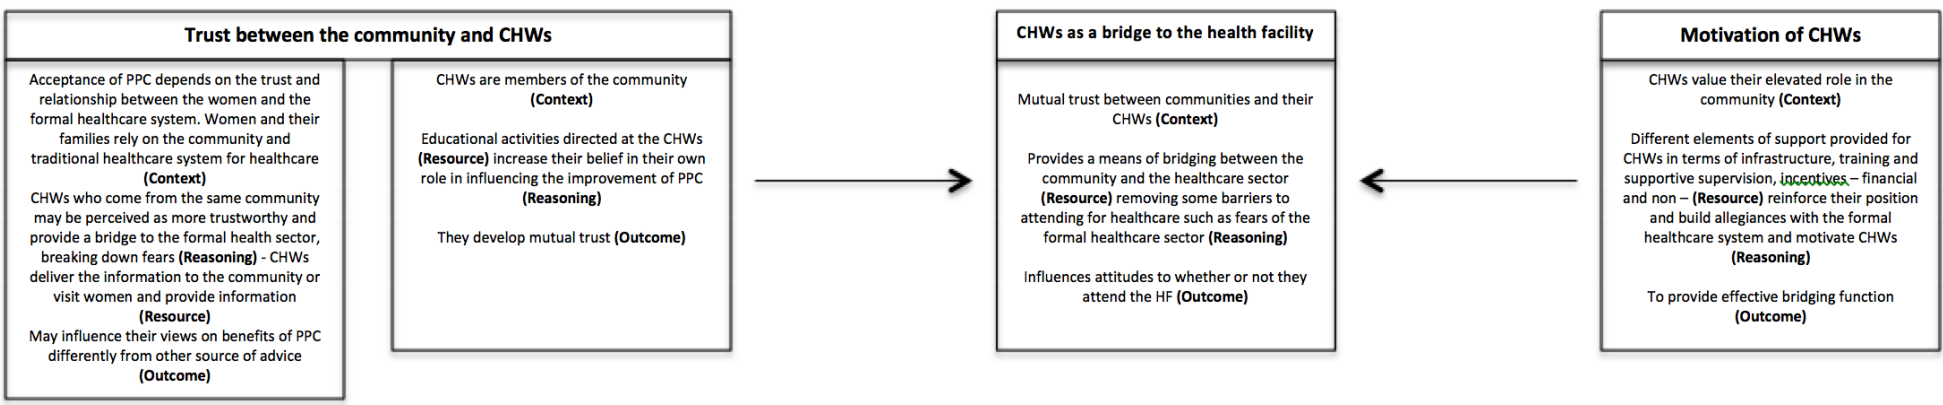 Trust between the community and CHWs
Acceptance of PPC depends on the trust and
relationship between the women and the
formal healthcare system. Women and their
families rely on the community and
traditional healthcare system for healthcare
(Context)
CHWs who come from the same community
may be perceived as more trustworthy and
provide a bridge to the formal health sector,
breaking down fears (Reasoning) - CHWs
deliver the information to the community or
visit women and provide information
(Resource)
May influence their views on benefits of PPC
differently from other source of advice
(Outcome)
CHWs are members of the community
(Context)
Educational activities directed at the CHWs
(Resource) increase their belief in their own
role in influencing the improvement of PPC
(Reasoning)
They develop mutual trust (Outcome)
CHWs as a bridge to the health facility
Mutual trust between communities and their
CHWs (Context)
Provides a means of bridging between the
community and the healthcare sector
(Resource) removing some barriers to
attending for healthcare such as fears of the
formal healthcare sector (Reasoning)
Influences attitudes to whether or not they
attend the HF (Outcome)
Motivation of CHWs
CHWs value their elevated role in the
community (Context)
Different elements of support provided for
CHWs in terms of infrastructure, training and
supportive supervision, incentives – financial
and non – (Resource) reinforce their position
and build allegiances with the formal
healthcare system and motivate CHWs
(Reasoning)
To provide effective bridging function
(Outcome)